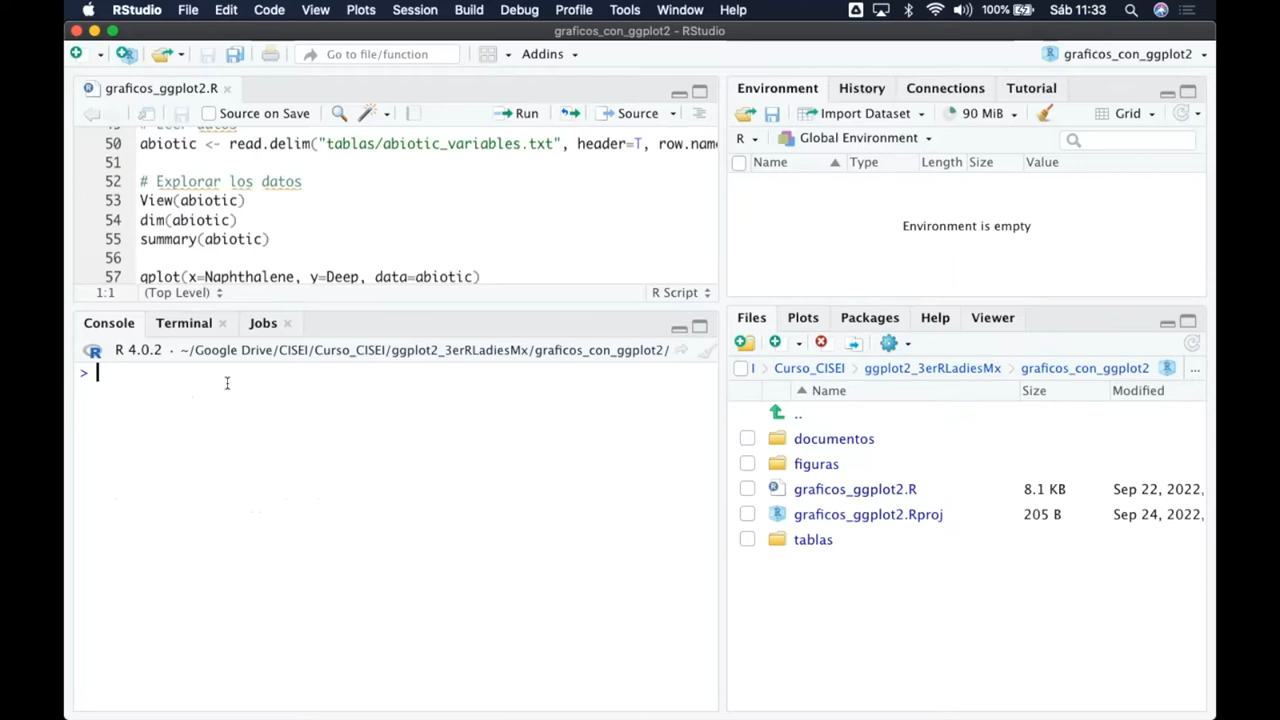 RStudio File Edit Code View Plots Session Build Debug Profile Tools Window Help 100% Sáb 11:33
graficos_con_ggplot2 - RStudio
Go to file/function Addins graficos_con_ggplot2
graficos_ggplot2.R
Source on Save Run Source
50 abiotic <- read.delim("tablas/abiotic_variables.txt", header=T, row.name
51
52 # Explorar los datos
53 View(abiotic)
54 dim(abiotic)
55 summary(abiotic)
56
57 qplot(x=Naphthalene, y=Deep, data=abiotic)
1:1 (Top Level) R Script
Console Terminal Jobs
R 4.0.2 · ~/Google Drive/CISEI/Curso_CISEI/ggplot2_3erRLadiesMx/graficos_con_ggplot2/
>
Environment History Connections Tutorial
Import Dataset 90 MiB Grid
R Global Environment
Name Type Length Size Value
Environment is empty
Files Plots Packages Help Viewer
Curso_CISEI ggplot2_3erRLadiesMx graficos_con_ggplot2 ...
Name Size Modified
..
documentos
figuras
graficos_ggplot2.R 8.1 KB Sep 22, 2022,
graficos_ggplot2.Rproj 205 B Sep 24, 2022,
tablas